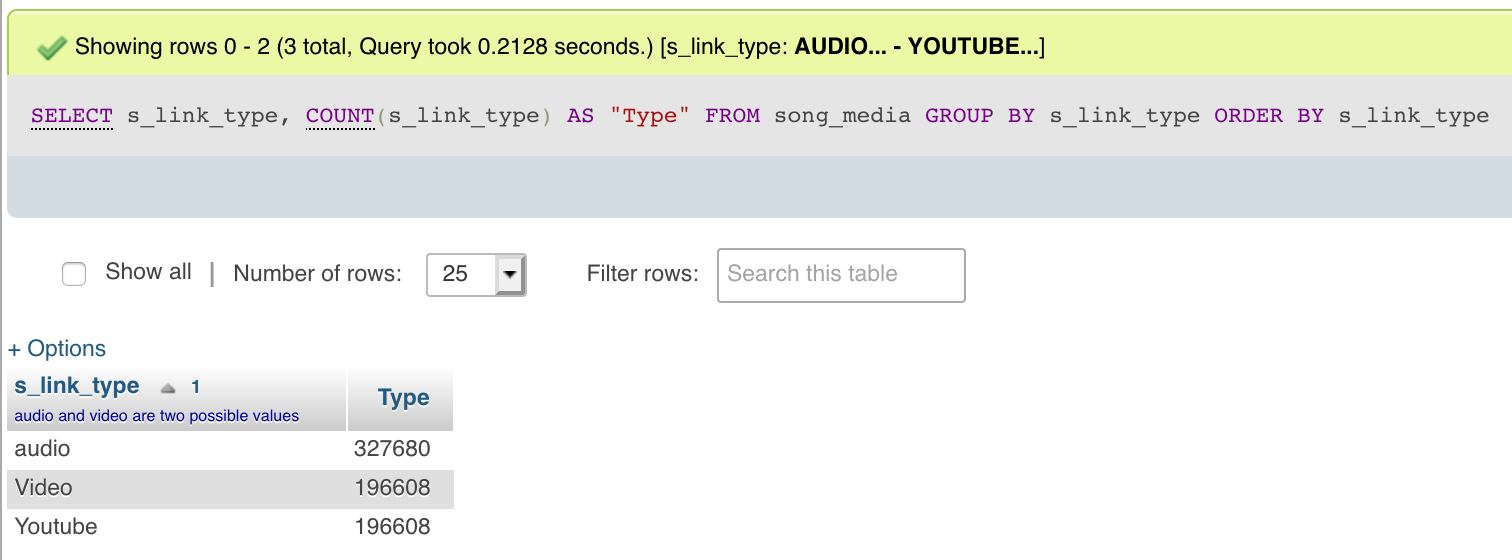 Showing rows 0 - 2 (3 total, Query took 0.2128 seconds.) [s_link_type: AUDIO... - YOUTUBE...]
SELECT s_link_type, COUNT(s_link_type) AS "Type" FROM song_media GROUP BY s_link_type ORDER BY s_link_type
Show all | Number of rows: 25 Filter rows: Search this table
+ Options
s_link_type 1 Type
audio and video are two possible values
audio 327680
Video 196608
Youtube 196608